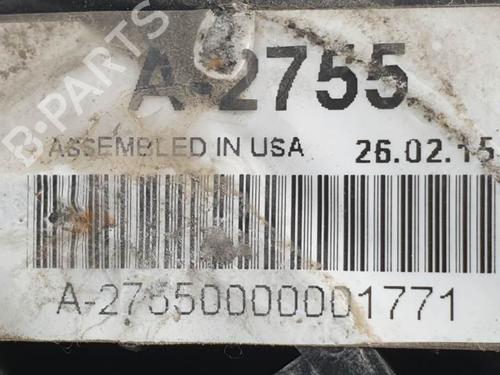 A-2755
ASSEMBLED IN USA 26.02.15
A-27550000001771
B-PARTS